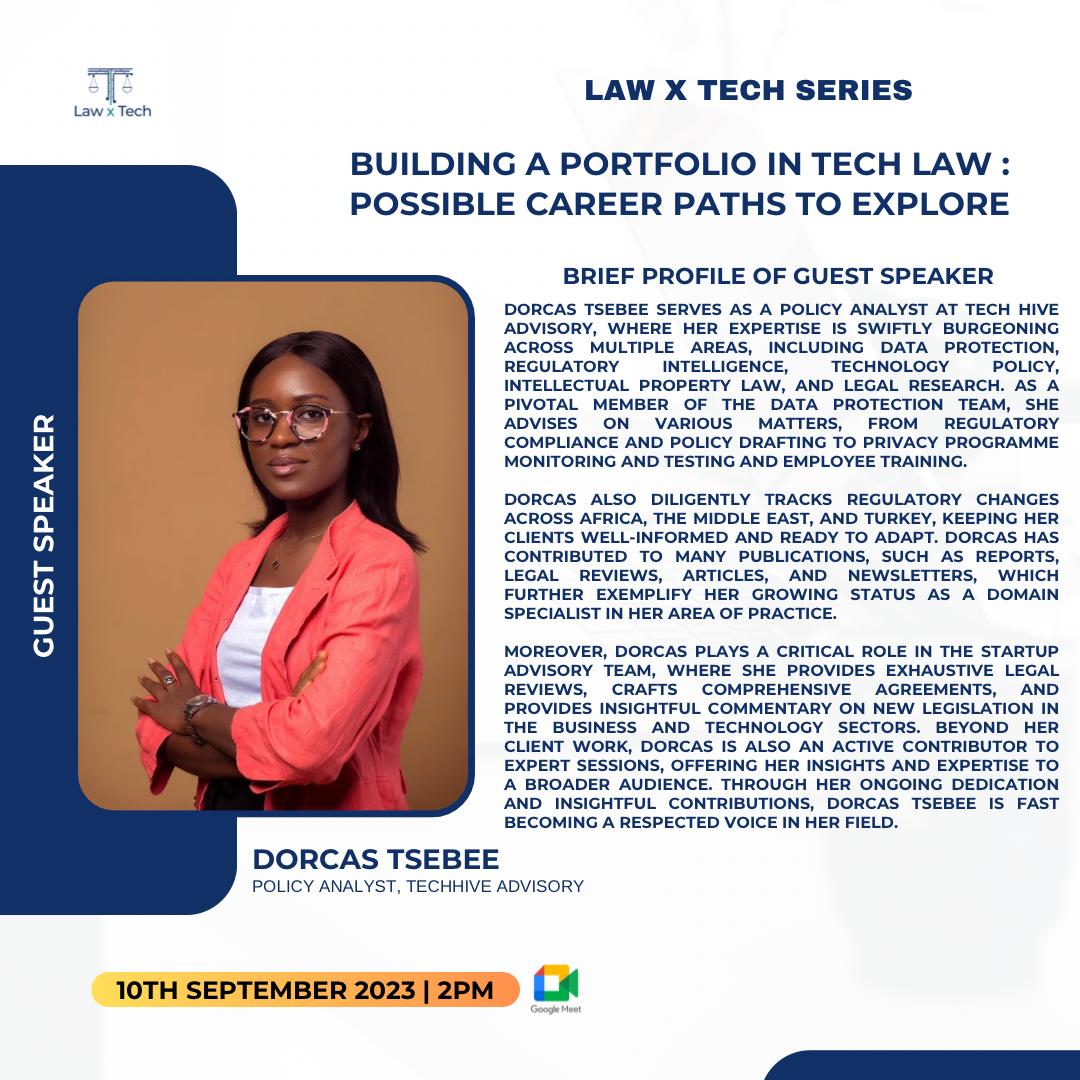 Law x Tech
LAW X TECH SERIES
BUILDING A PORTFOLIO IN TECH LAW :
POSSIBLE CAREER PATHS TO EXPLORE
BRIEF PROFILE OF GUEST SPEAKER
DORCAS TSEBEE SERVES AS A POLICY ANALYST AT TECH HIVE
ADVISORY, WHERE HER EXPERTISE IS SWIFTLY BURGEONING
ACROSS MULTIPLE AREAS, INCLUDING DATA PROTECTION,
REGULATORY INTELLIGENCE, TECHNOLOGY POLICY,
INTELLECTUAL PROPERTY LAW, AND LEGAL RESEARCH. AS A
PIVOTAL MEMBER OF THE DATA PROTECTION TEAM, SHE
ADVISES ON VARIOUS MATTERS, FROM REGULATORY
COMPLIANCE AND POLICY DRAFTING TO PRIVACY PROGRAMME
MONITORING AND TESTING AND EMPLOYEE TRAINING.
DORCAS ALSO DILIGENTLY TRACKS REGULATORY CHANGES
ACROSS AFRICA, THE MIDDLE EAST, AND TURKEY, KEEPING HER
CLIENTS WELL-INFORMED AND READY TO ADAPT. DORCAS HAS
CONTRIBUTED TO MANY PUBLICATIONS, SUCH AS REPORTS,
LEGAL REVIEWS, ARTICLES, AND NEWSLETTERS, WHICH
FURTHER EXEMPLIFY HER GROWING STATUS AS A DOMAIN
SPECIALIST IN HER AREA OF PRACTICE.
MOREOVER, DORCAS PLAYS A CRITICAL ROLE IN THE STARTUP
ADVISORY TEAM, WHERE SHE PROVIDES EXHAUSTIVE LEGAL
REVIEWS, CRAFTS COMPREHENSIVE AGREEMENTS, AND
PROVIDES INSIGHTFUL COMMENTARY ON NEW LEGISLATION IN
THE BUSINESS AND TECHNOLOGY SECTORS. BEYOND HER
CLIENT WORK, DORCAS IS ALSO AN ACTIVE CONTRIBUTOR TO
EXPERT SESSIONS, OFFERING HER INSIGHTS AND EXPERTISE TO
A BROADER AUDIENCE. THROUGH HER ONGOING DEDICATION
AND INSIGHTFUL CONTRIBUTIONS, DORCAS TSEBEE IS FAST
BECOMING A RESPECTED VOICE IN HER FIELD.
GUEST SPEAKER
DORCAS TSEBEE
POLICY ANALYST, TECHHIVE ADVISORY
10TH SEPTEMBER 2023 | 2PM
Google Meet